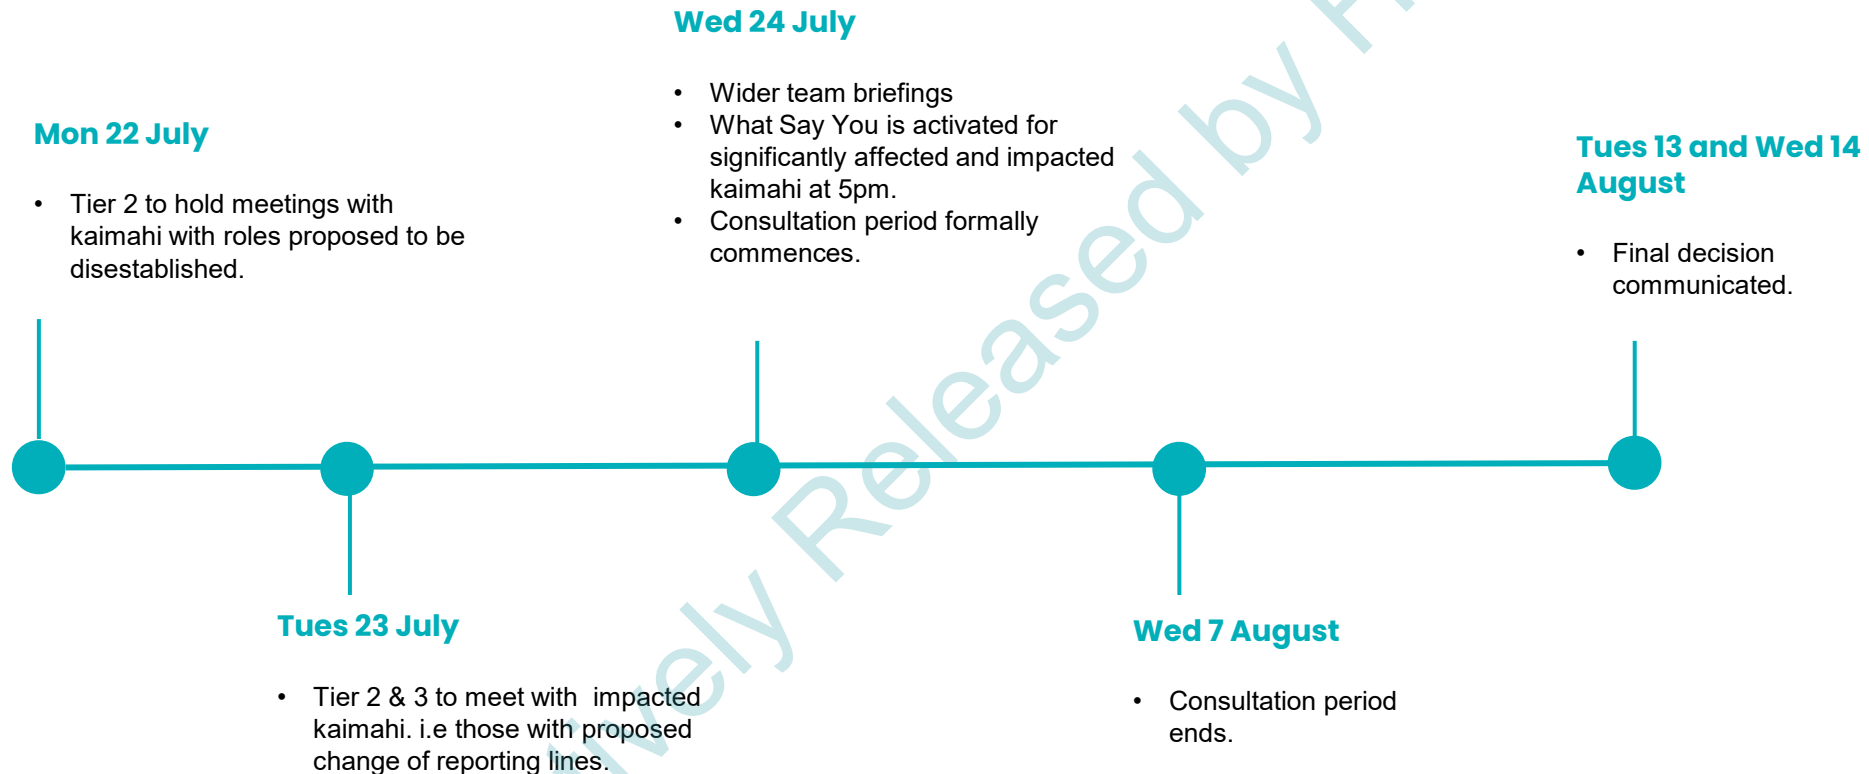 Wed 24 July
• Wider team briefings
• What Say You is activated for
significantly affected and impacted
kaimahi at 5pm.
• Consultation period formally
commences.
Mon 22 July
• Tier 2 to hold meetings with
kaimahi with roles proposed to be
disestablished.
Tues 13 and Wed 14
August
• Final decision
communicated.
Tues 23 July
• Tier 2 & 3 to meet with  impacted
kaimahi. i.e those with proposed
change of reporting lines.
Wed 7 August
• Consultation period
ends.
Released by